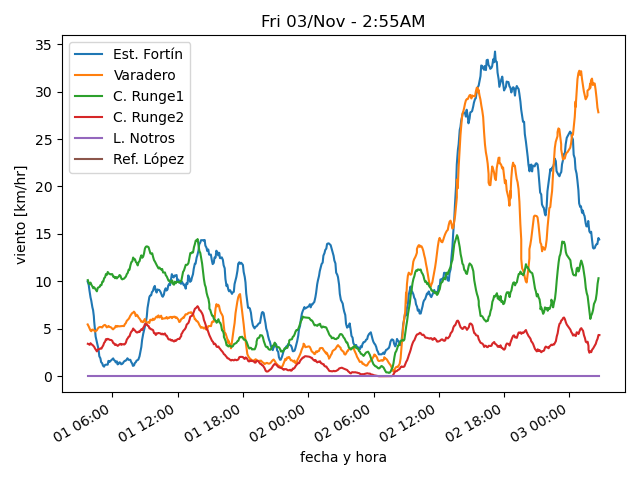 Fri 03/Nov - 2:55AM
35
30
25
20
15
10
5
0
viento [km/hr]
Est. Fortín
Varadero
C. Runge1
C. Runge2
L. Notros
Ref. López
01 06:00
01 12:00
01 18:00
02 00:00
02 06:00
02 12:00
02 18:00
03 00:00
fecha y hora